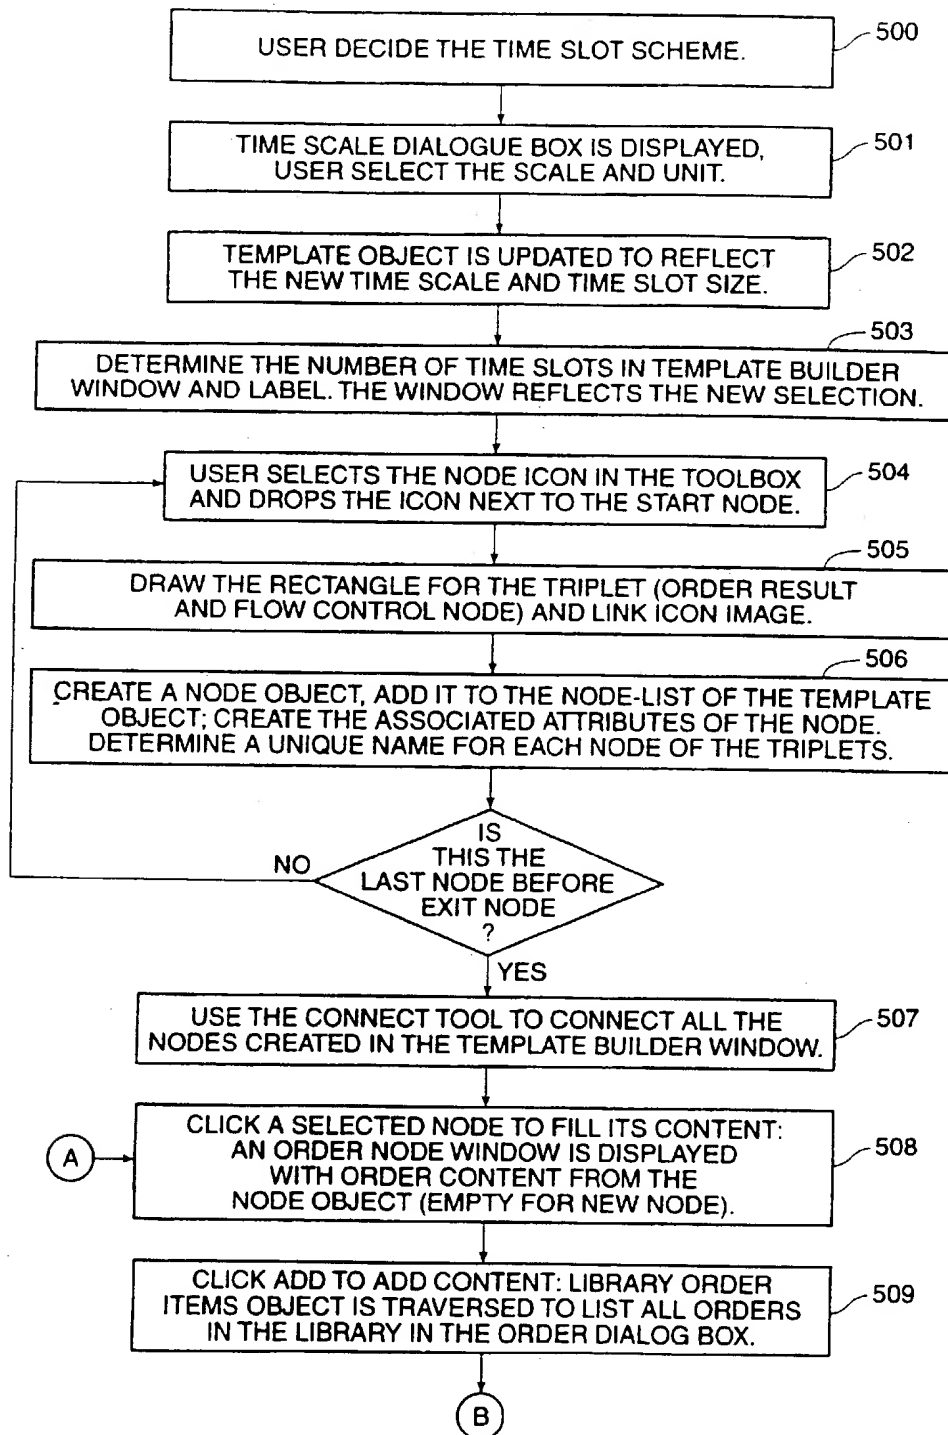 USER DECIDE THE TIME SLOT SCHEME.
500
TIME SCALE DIALOGUE BOX IS DISPLAYED,
USER SELECT THE SCALE AND UNIT.
501
TEMPLATE OBJECT IS UPDATED TO REFLECT
THE NEW TIME SCALE AND TIME SLOT SIZE.
502
503
DETERMINE THE NUMBER OF TIME SLOTS IN TEMPLATE BUILDER
WINDOW AND LABEL. THE WINDOW REFLECTS THE NEW SELECTION.
USER SELECTS THE NODE ICON IN THE TOOLBOX
AND DROPS THE ICON NEXT TO THE START NODE.
504
505
DRAW THE RECTANGLE FOR THE TRIPLET (ORDER RESULT
AND FLOW CONTROL NODE) AND LINK ICON IMAGE.
506
CREATE A NODE OBJECT, ADD IT TO THE NODE-LIST OF THE TEMPLATE
OBJECT; CREATE THE ASSOCIATED ATTRIBUTES OF THE NODE.
DETERMINE A UNIQUE NAME FOR EACH NODE OF THE TRIPLETS.
IS
THIS THE
LAST NODE BEFORE
EXIT NODE
?
NO
YES
USE THE CONNECT TOOL TO CONNECT ALL THE
NODES CREATED IN THE TEMPLATE BUILDER WINDOW.
507
A
CLICK A SELECTED NODE TO FILL ITS CONTENT:
AN ORDER NODE WINDOW IS DISPLAYED
WITH ORDER CONTENT FROM THE
NODE OBJECT (EMPTY FOR NEW NODE).
508
CLICK ADD TO ADD CONTENT: LIBRARY ORDER
ITEMS OBJECT IS TRAVERSED TO LIST ALL ORDERS
IN THE LIBRARY IN THE ORDER DIALOG BOX.
509
B